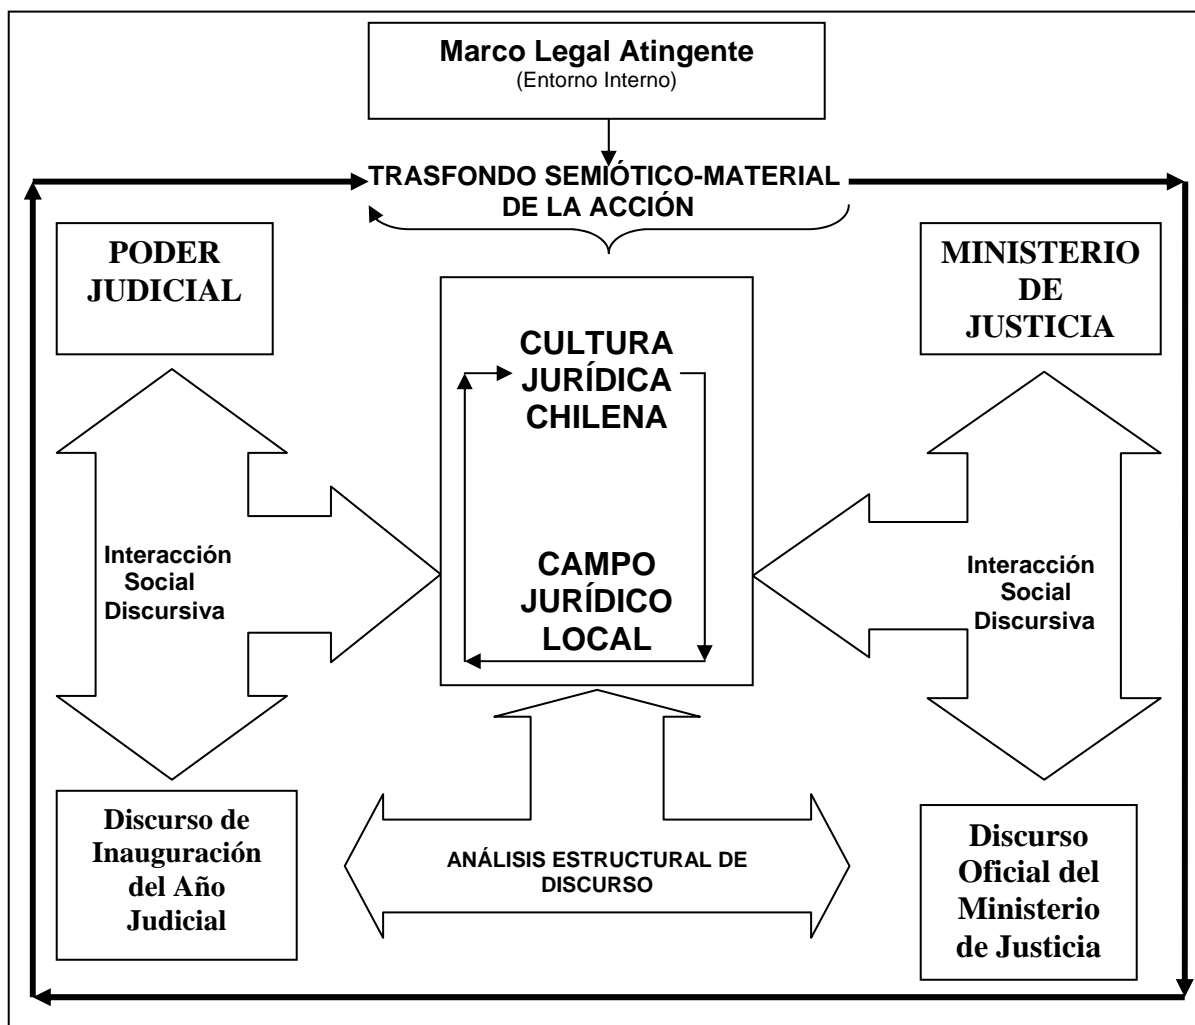 Marco Legal Atingente
(Entorno Interno)
TRASFONDO SEMIÓTICO-MATERIAL
DE LA ACCIÓN
PODER
JUDICIAL
MINISTERIO
DE
JUSTICIA
CULTURA
JURÍDICA
CHILENA
CAMPO
JURÍDICO
LOCAL
Interacción
Social
Discursiva
Interacción
Social
Discursiva
Discurso de
Inauguración
del Año
Judicial
ANÁLISIS ESTRUCTURAL DE
DISCURSO
Discurso
Oficial del
Ministerio
de Justicia